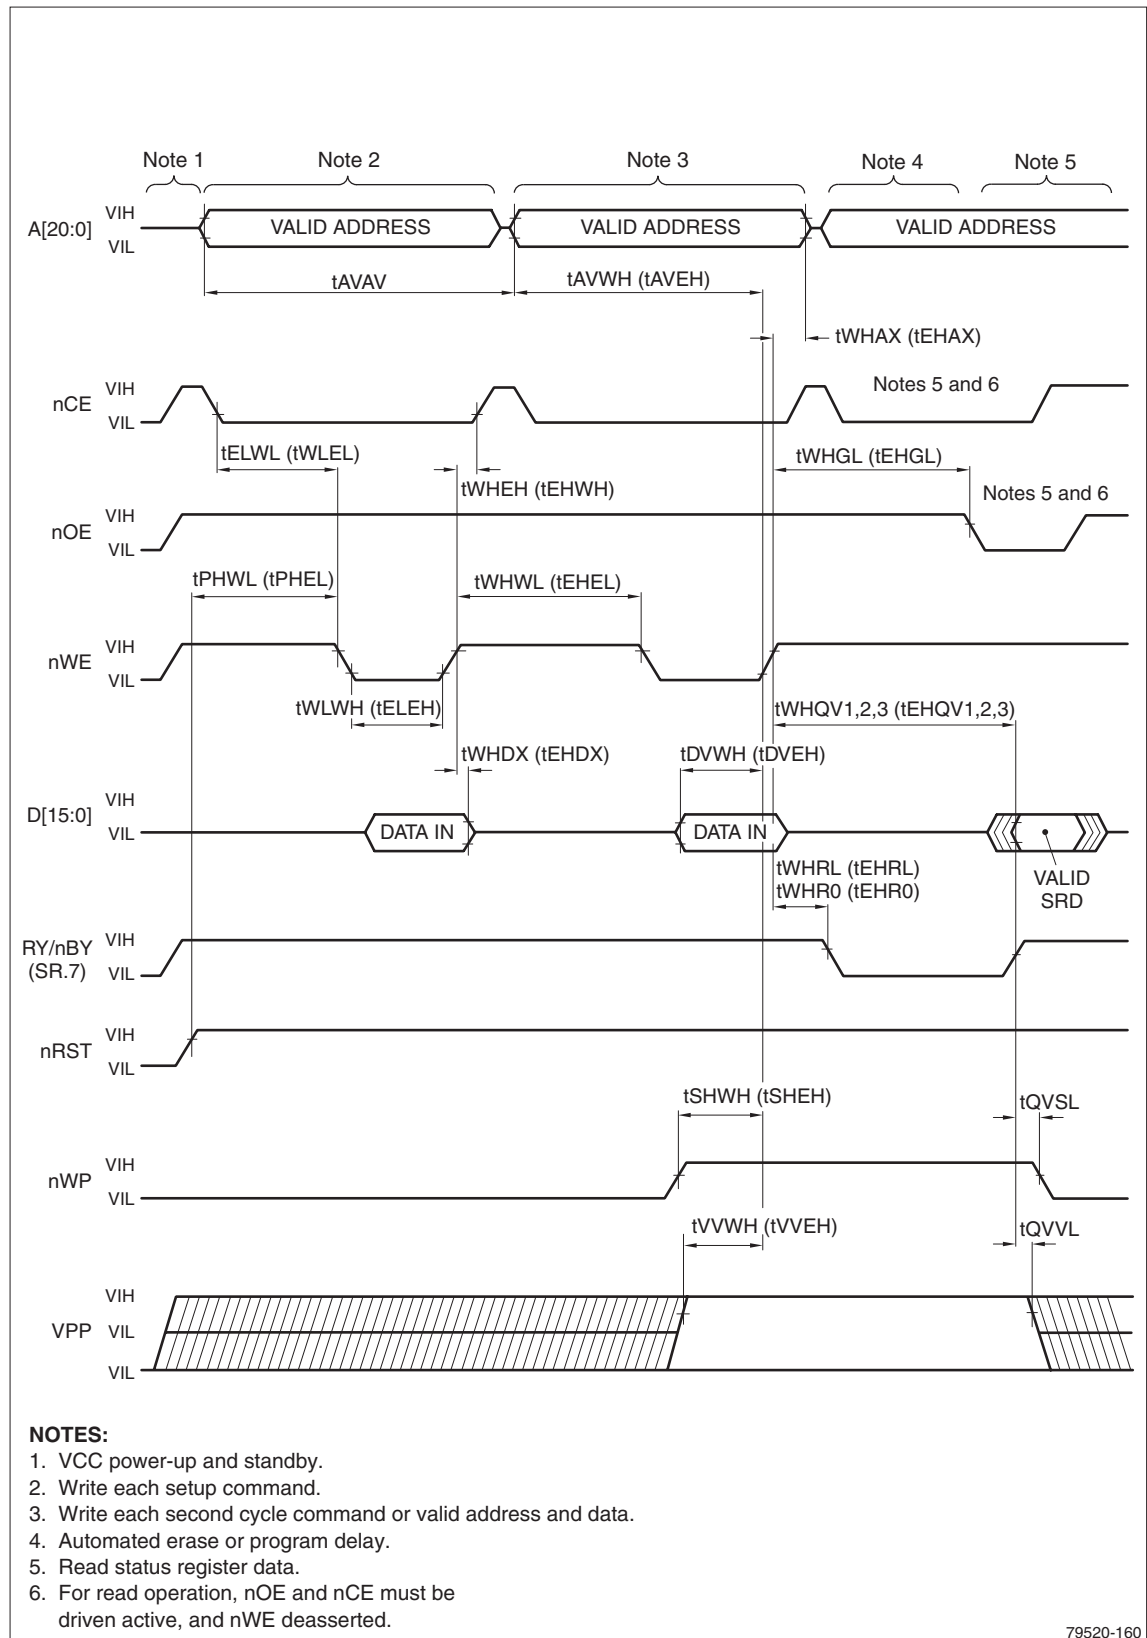 Note 1 Note 2 Note 3 Note 4 Note 5
A[20:0] VIH VIL VALID ADDRESS VALID ADDRESS VALID ADDRESS
tAVAV tAVWH (tAVEH)
tWHAX (tEHAX)
nCE VIH VIL Notes 5 and 6
tELWL (tWLEL) tWHGL (tEHGL)
tWHEH (tEHWH)
nOE VIH VIL Notes 5 and 6
tPHWL (tPHEL) tWHWL (tEHEL)
nWE VIH VIL
tWLWH (tELEH) tWHQV1,2,3 (tEHQV1,2,3)
tWHDX (tEHDX) tDVWH (tDVEH)
D[15:0] VIH VIL DATA IN DATA IN
VALID
SRD
tWHRL (tEHRL)
tWHR0 (tEHR0)
RY/nBY
(SR.7) VIH VIL
nRST VIH VIL
tSHWH (tSHEH) tQVSL
nWP VIH VIL
tVVWH (tVVEH) tQVVL
VPP VIH VIL VIL
NOTES:
1. VCC power-up and standby.
2. Write each setup command.
3. Write each second cycle command or valid address and data.
4. Automated erase or program delay.
5. Read status register data.
6. For read operation, nOE and nCE must be
driven active, and nWE deasserted.
79520-160